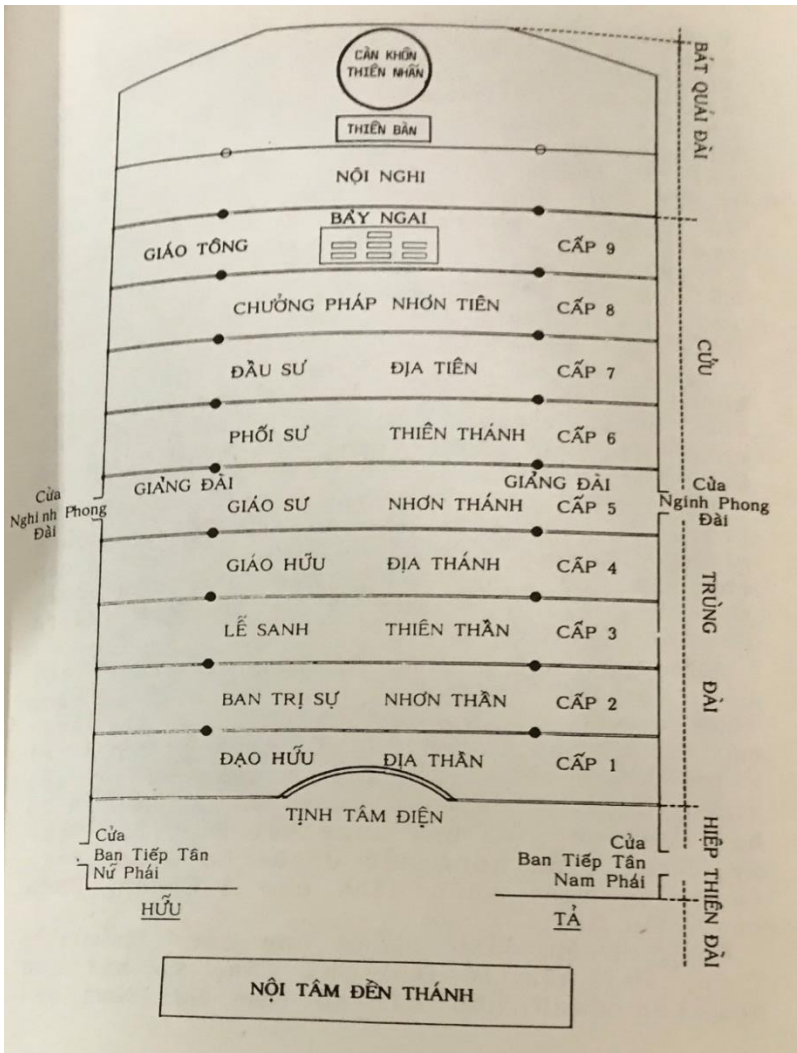 CÀN KHÔN
THIÊN NHÃN
THIÊN BÀN
NỘI NGHI
BẢY NGAI
GIÁO TÔNG CẤP 9
CHƯỞNG PHÁP NHƠN TIÊN CẤP 8
ĐẦU SƯ ĐỊA TIÊN CẤP 7
PHỐI SƯ THIÊN THÁNH CẤP 6
GIẢNG ĐÀI GIẢNG ĐÀI
GIÁO SƯ NHƠN THÁNH CẤP 5
GIÁO HỮU ĐỊA THÁNH CẤP 4
LỄ SANH THIÊN THẦN CẤP 3
BAN TRỊ SỰ NHƠN THẦN CẤP 2
ĐẠO HỮU ĐỊA THẦN CẤP 1
TỊNH TÂM ĐIỆN
Cửa
Nghinh Phong
Đài
Cửa
Nginh Phong
Đài
Cửa
Ban Tiếp Tân
Nữ Phái
Cửa
Ban Tiếp Tân
Nam Phái
HỮU
TẢ
BÁT QUÁI ĐÀI
CỬU
TRÙNG
ĐÀI
HIỆP THIÊN ĐÀI
NỘI TÂM ĐỀN THÁNH